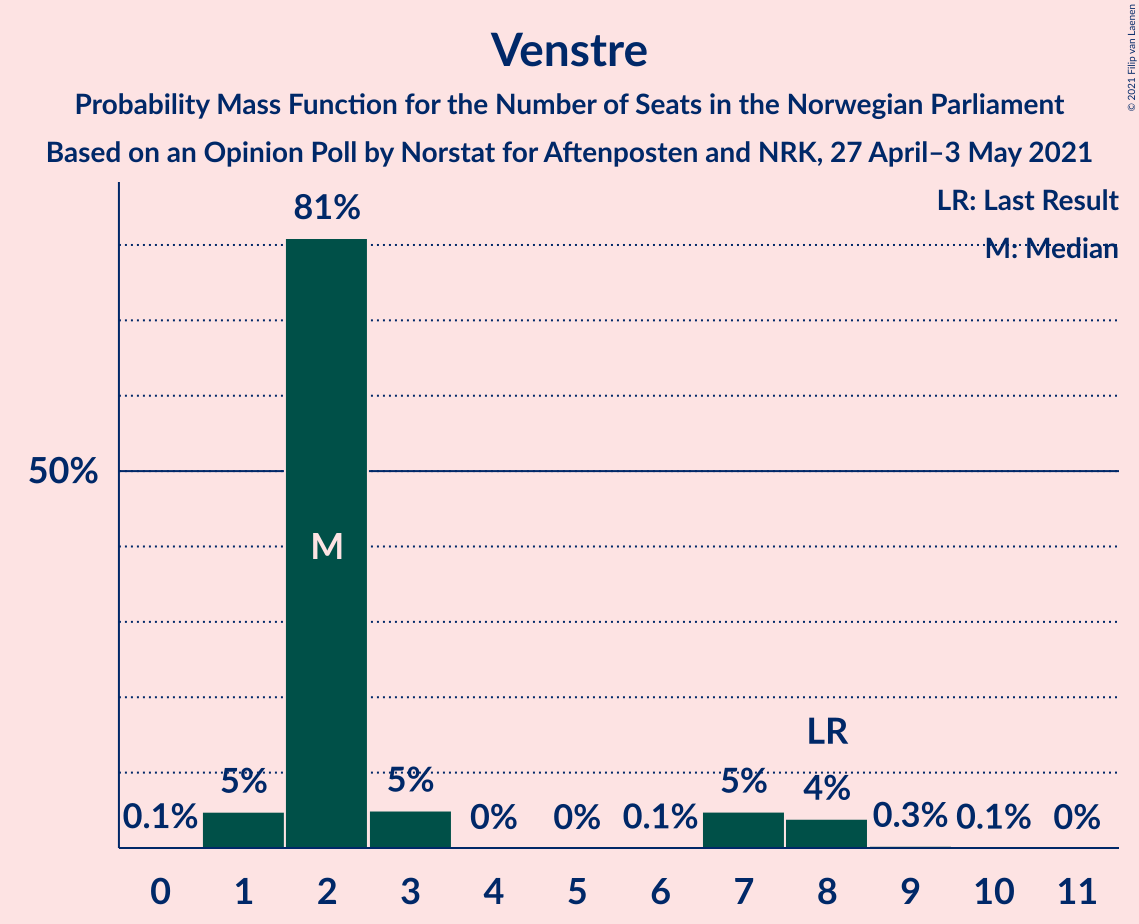 Venstre
Probability Mass Function for the Number of Seats in the Norwegian Parliament
Based on an Opinion Poll by Norstat for Aftenposten and NRK, 27 April–3 May 2021
© 2021 Filip van Laenen
LR: Last Result
M: Median
81%
50%
M
LR
0.1% 5% 5% 0% 0% 0.1% 5% 4% 0.3% 0.1% 0%
0 1 2 3 4 5 6 7 8 9 10 11